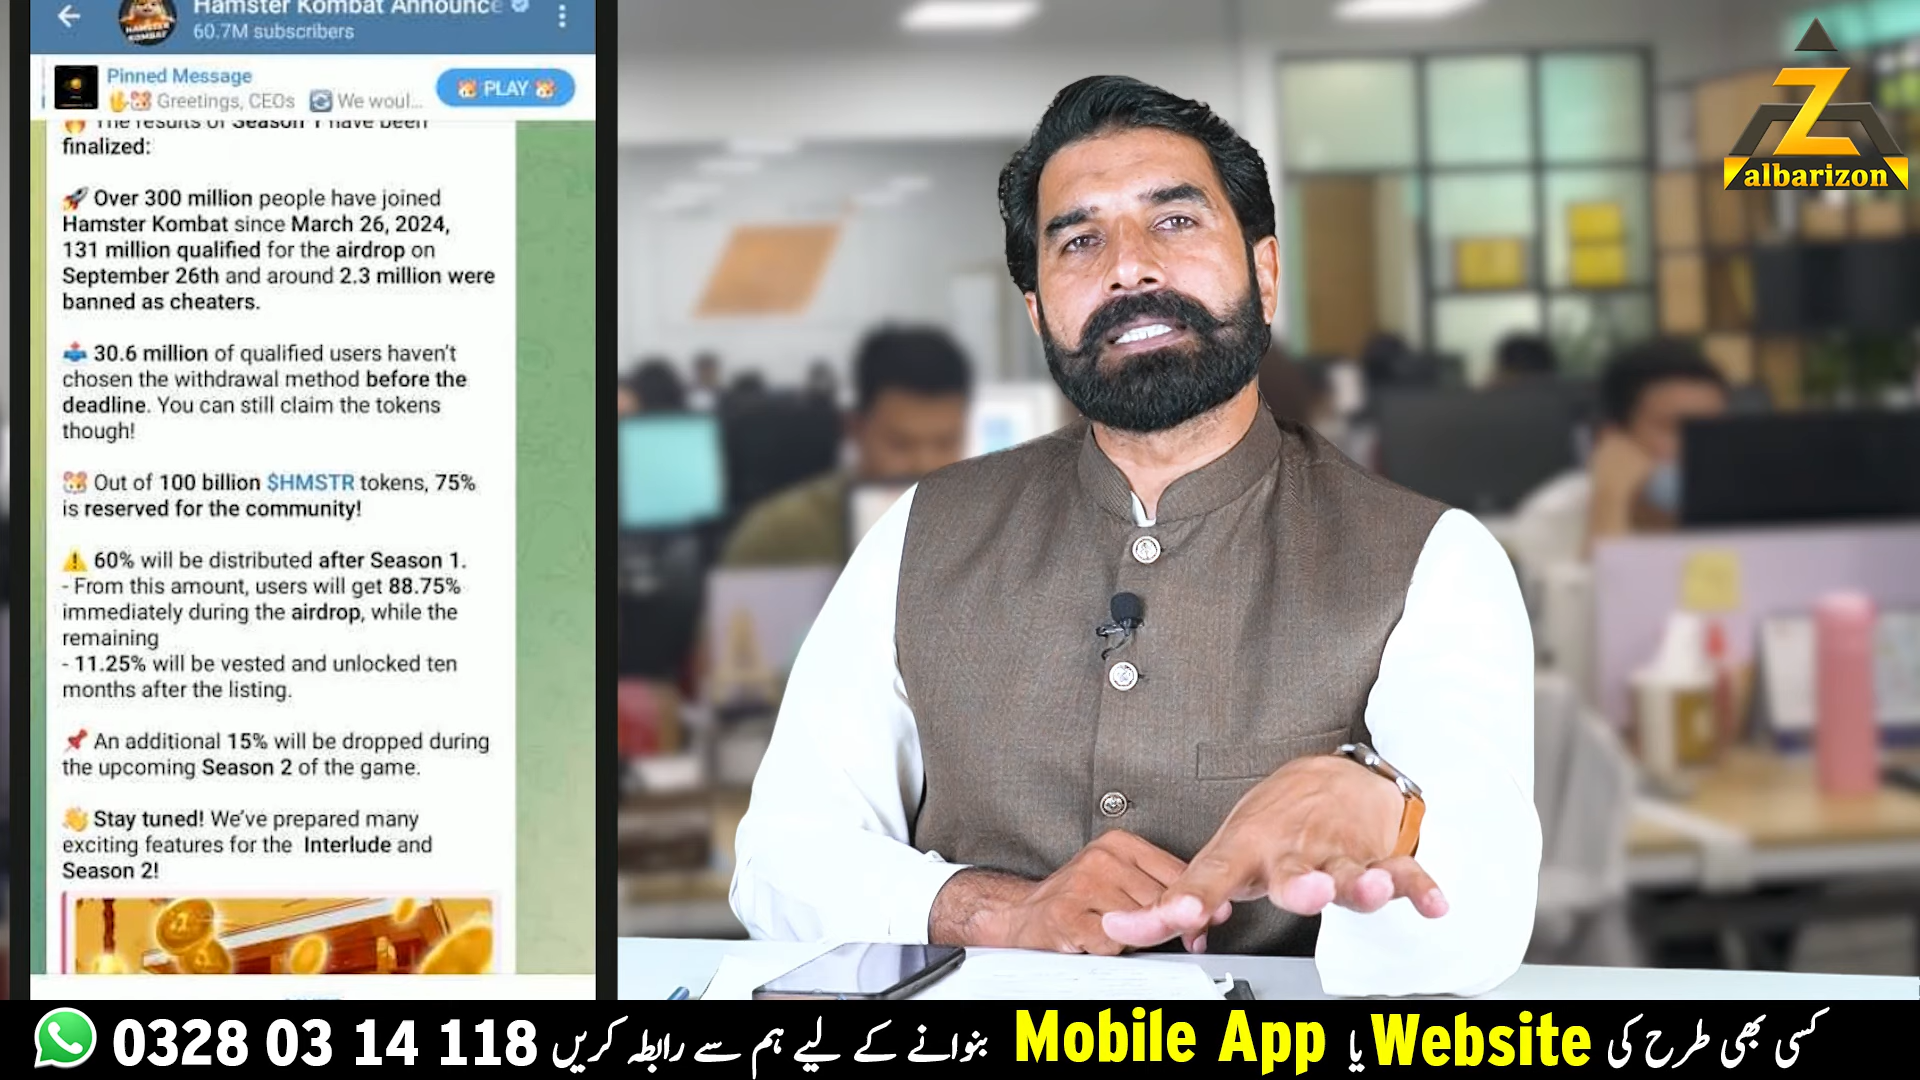 Hamster Kombat Announce
60.7M subscribers
Pinned Message
Greetings, CEOs We woul...
PLAY
The results of Season 1 have been
finalized:
Over 300 million people have joined
Hamster Kombat since March 26, 2024,
131 million qualified for the airdrop on
September 26th and around 2.3 million were
banned as cheaters.
30.6 million of qualified users haven't
chosen the withdrawal method before the
deadline. You can still claim the tokens
though!
Out of 100 billion $HMSTR tokens, 75%
is reserved for the community!
60% will be distributed after Season 1.
- From this amount, users will get 88.75%
immediately during the airdrop, while the
remaining
- 11.25% will be vested and unlocked ten
months after the listing.
An additional 15% will be dropped during
the upcoming Season 2 of the game.
Stay tuned! We've prepared many
exciting features for the Interlude and
Season 2!
Z
albarizon
کسی بھی طرح کی Website یا Mobile App بنوانے کے لیے ہم سے رابطہ کریں 0328 03 14 118